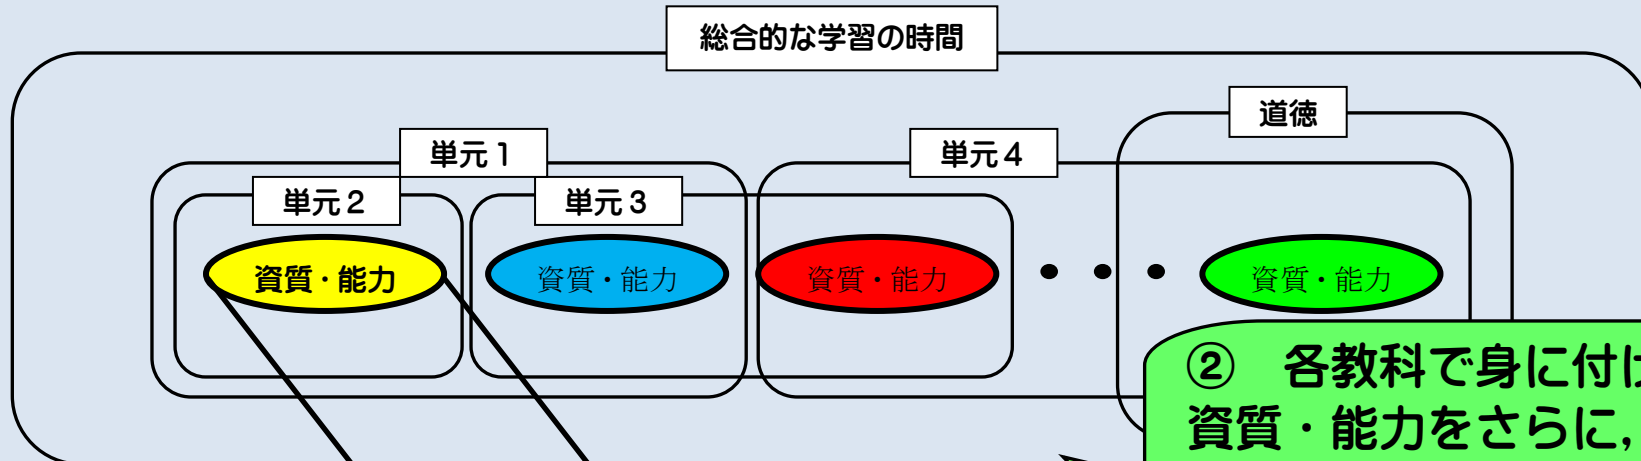 総合的な学習の時間
道徳
単元１
単元４
単元２
単元３
資質・能力
資質・能力
資質・能力
・・・
資質・能力
② 各教科で身に付け
資質・能力をさらに，